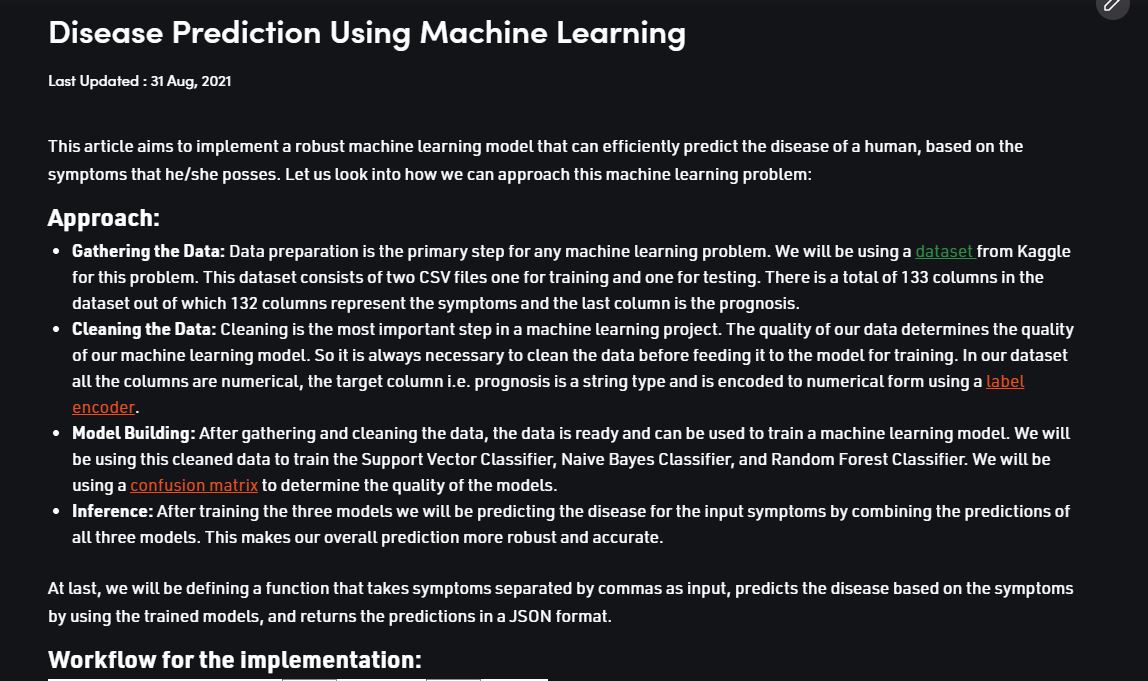 Disease Prediction Using Machine Learning
Last Updated : 31 Aug, 2021
This article aims to implement a robust machine learning model that can efficiently predict the disease of a human, based on the
symptoms that he/she posses. Let us look into how we can approach this machine learning problem:
Approach:
• Gathering the Data: Data preparation is the primary step for any machine learning problem. We will be using a dataset from Kaggle
for this problem. This dataset consists of two CSV files one for training and one for testing. There is a total of 133 columns in the
dataset out of which 132 columns represent the symptoms and the last column is the prognosis.
• Cleaning the Data: Cleaning is the most important step in a machine learning project. The quality of our data determines the quality
of our machine learning model. So it is always necessary to clean the data before feeding it to the model for training. In our dataset
all the columns are numerical, the target column i.e. prognosis is a string type and is encoded to numerical form using a label
encoder.
• Model Building: After gathering and cleaning the data, the data is ready and can be used to train a machine learning model. We will
be using this cleaned data to train the Support Vector Classifier, Naive Bayes Classifier, and Random Forest Classifier. We will be
using a confusion matrix to determine the quality of the models.
• Inference: After training the three models we will be predicting the disease for the input symptoms by combining the predictions of
all three models. This makes our overall prediction more robust and accurate.
At last, we will be defining a function that takes symptoms separated by commas as input, predicts the disease based on the symptoms
by using the trained models, and returns the predictions in a JSON format.
Workflow for the implementation: